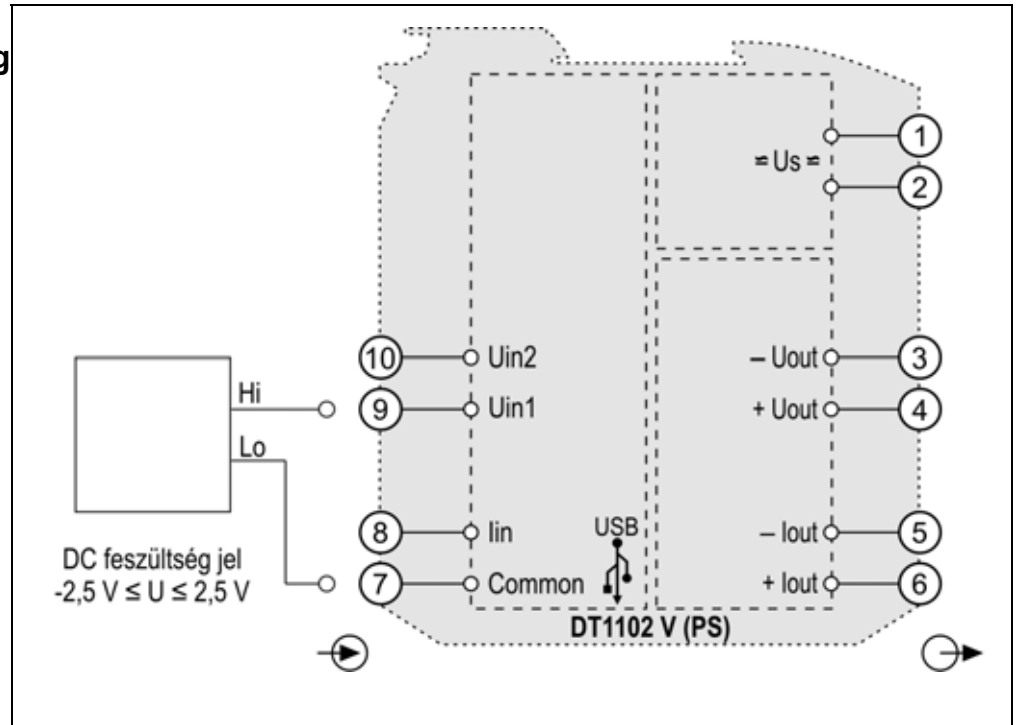 g
1
≂ Us ≂
2
10
Uin2
– Uout
3
Hi
9
Uin1
+ Uout
4
Lo
8
Iin
USB
– Iout
5
DC feszültség jel
-2,5 V ≤ U ≤ 2,5 V
7
Common
+ Iout
6
DT1102 V (PS)